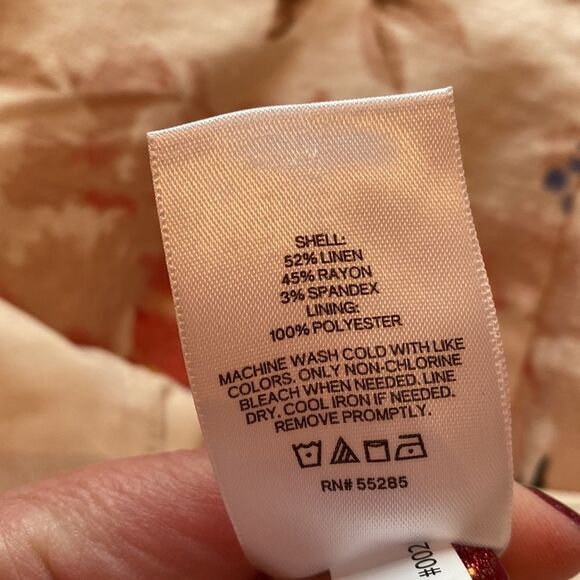 SHELL:
52% LINEN
45% RAYON
3% SPANDEX
LINING:
100% POLYESTER
MACHINE WASH COLD WITH LIKE
COLORS. ONLY NON-CHLORINE
BLEACH WHEN NEEDED. LINE
DRY. COOL IRON IF NEEDED.
REMOVE PROMPTLY.
RN# 55285
#002